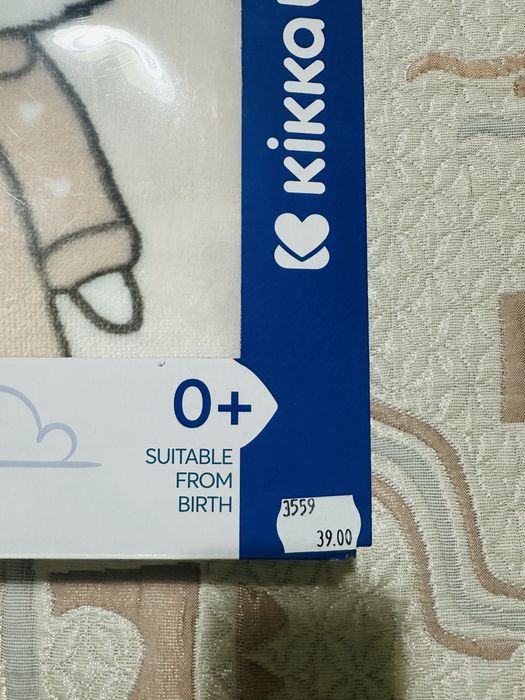 kikka
0+
SUITABLE
FROM
BIRTH
3559
39.00